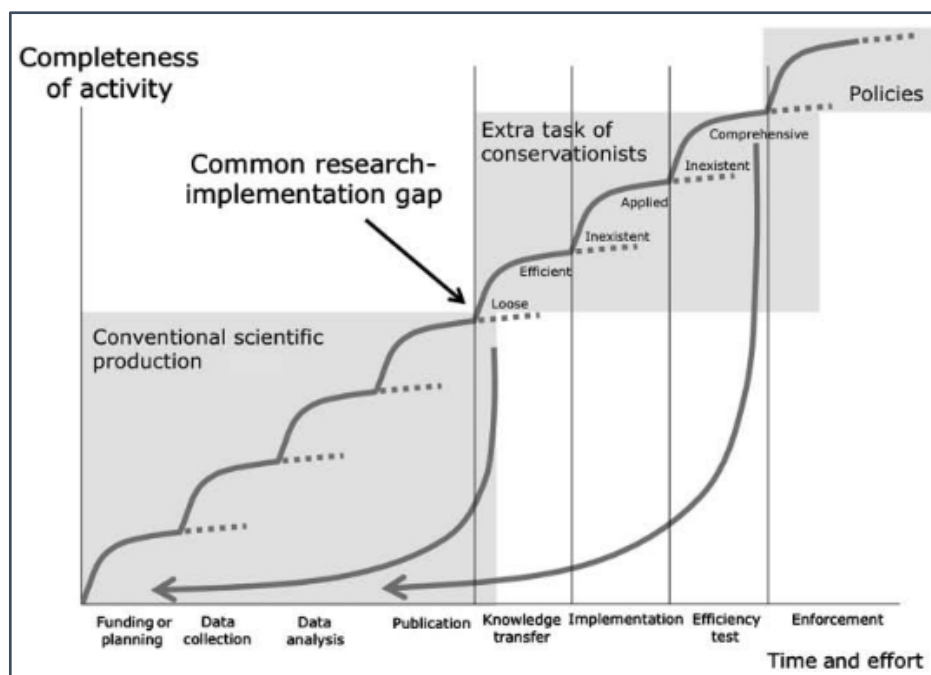 Completeness
of activity
Policies
Extra task of
conservationists
Comprehensive
Common research-
implementation gap
Inexistent
Applied
Inexistent
Efficient
Loose
Conventional scientific
production
Funding or
planning
Data
collection
Data
analysis
Publication
Knowledge
transfer
Implementation
Efficiency
test
Enforcement
Time and effort